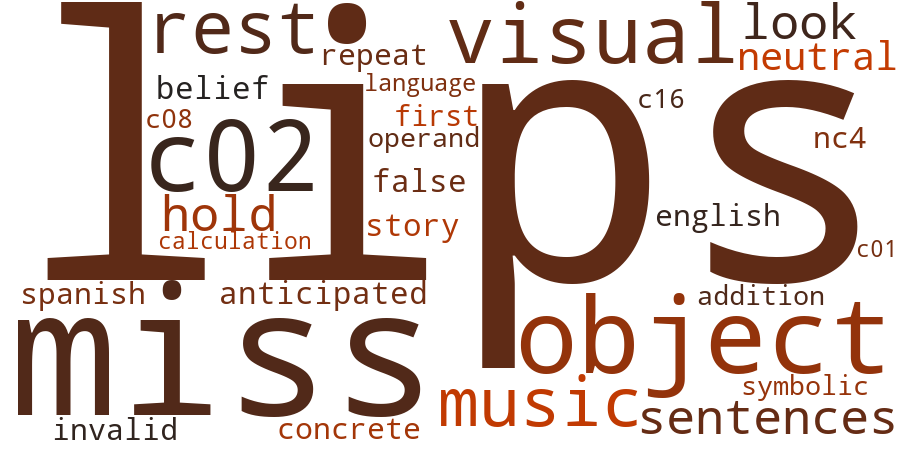 lips
rest
visual
look
repeat
neutral
belief
language
c16
c08
first
c02
operand
nc4
false
hold
english
story
calculation
c01
spanish
anticipated
addition
miss
object
music
symbolic
sentences
invalid
concrete